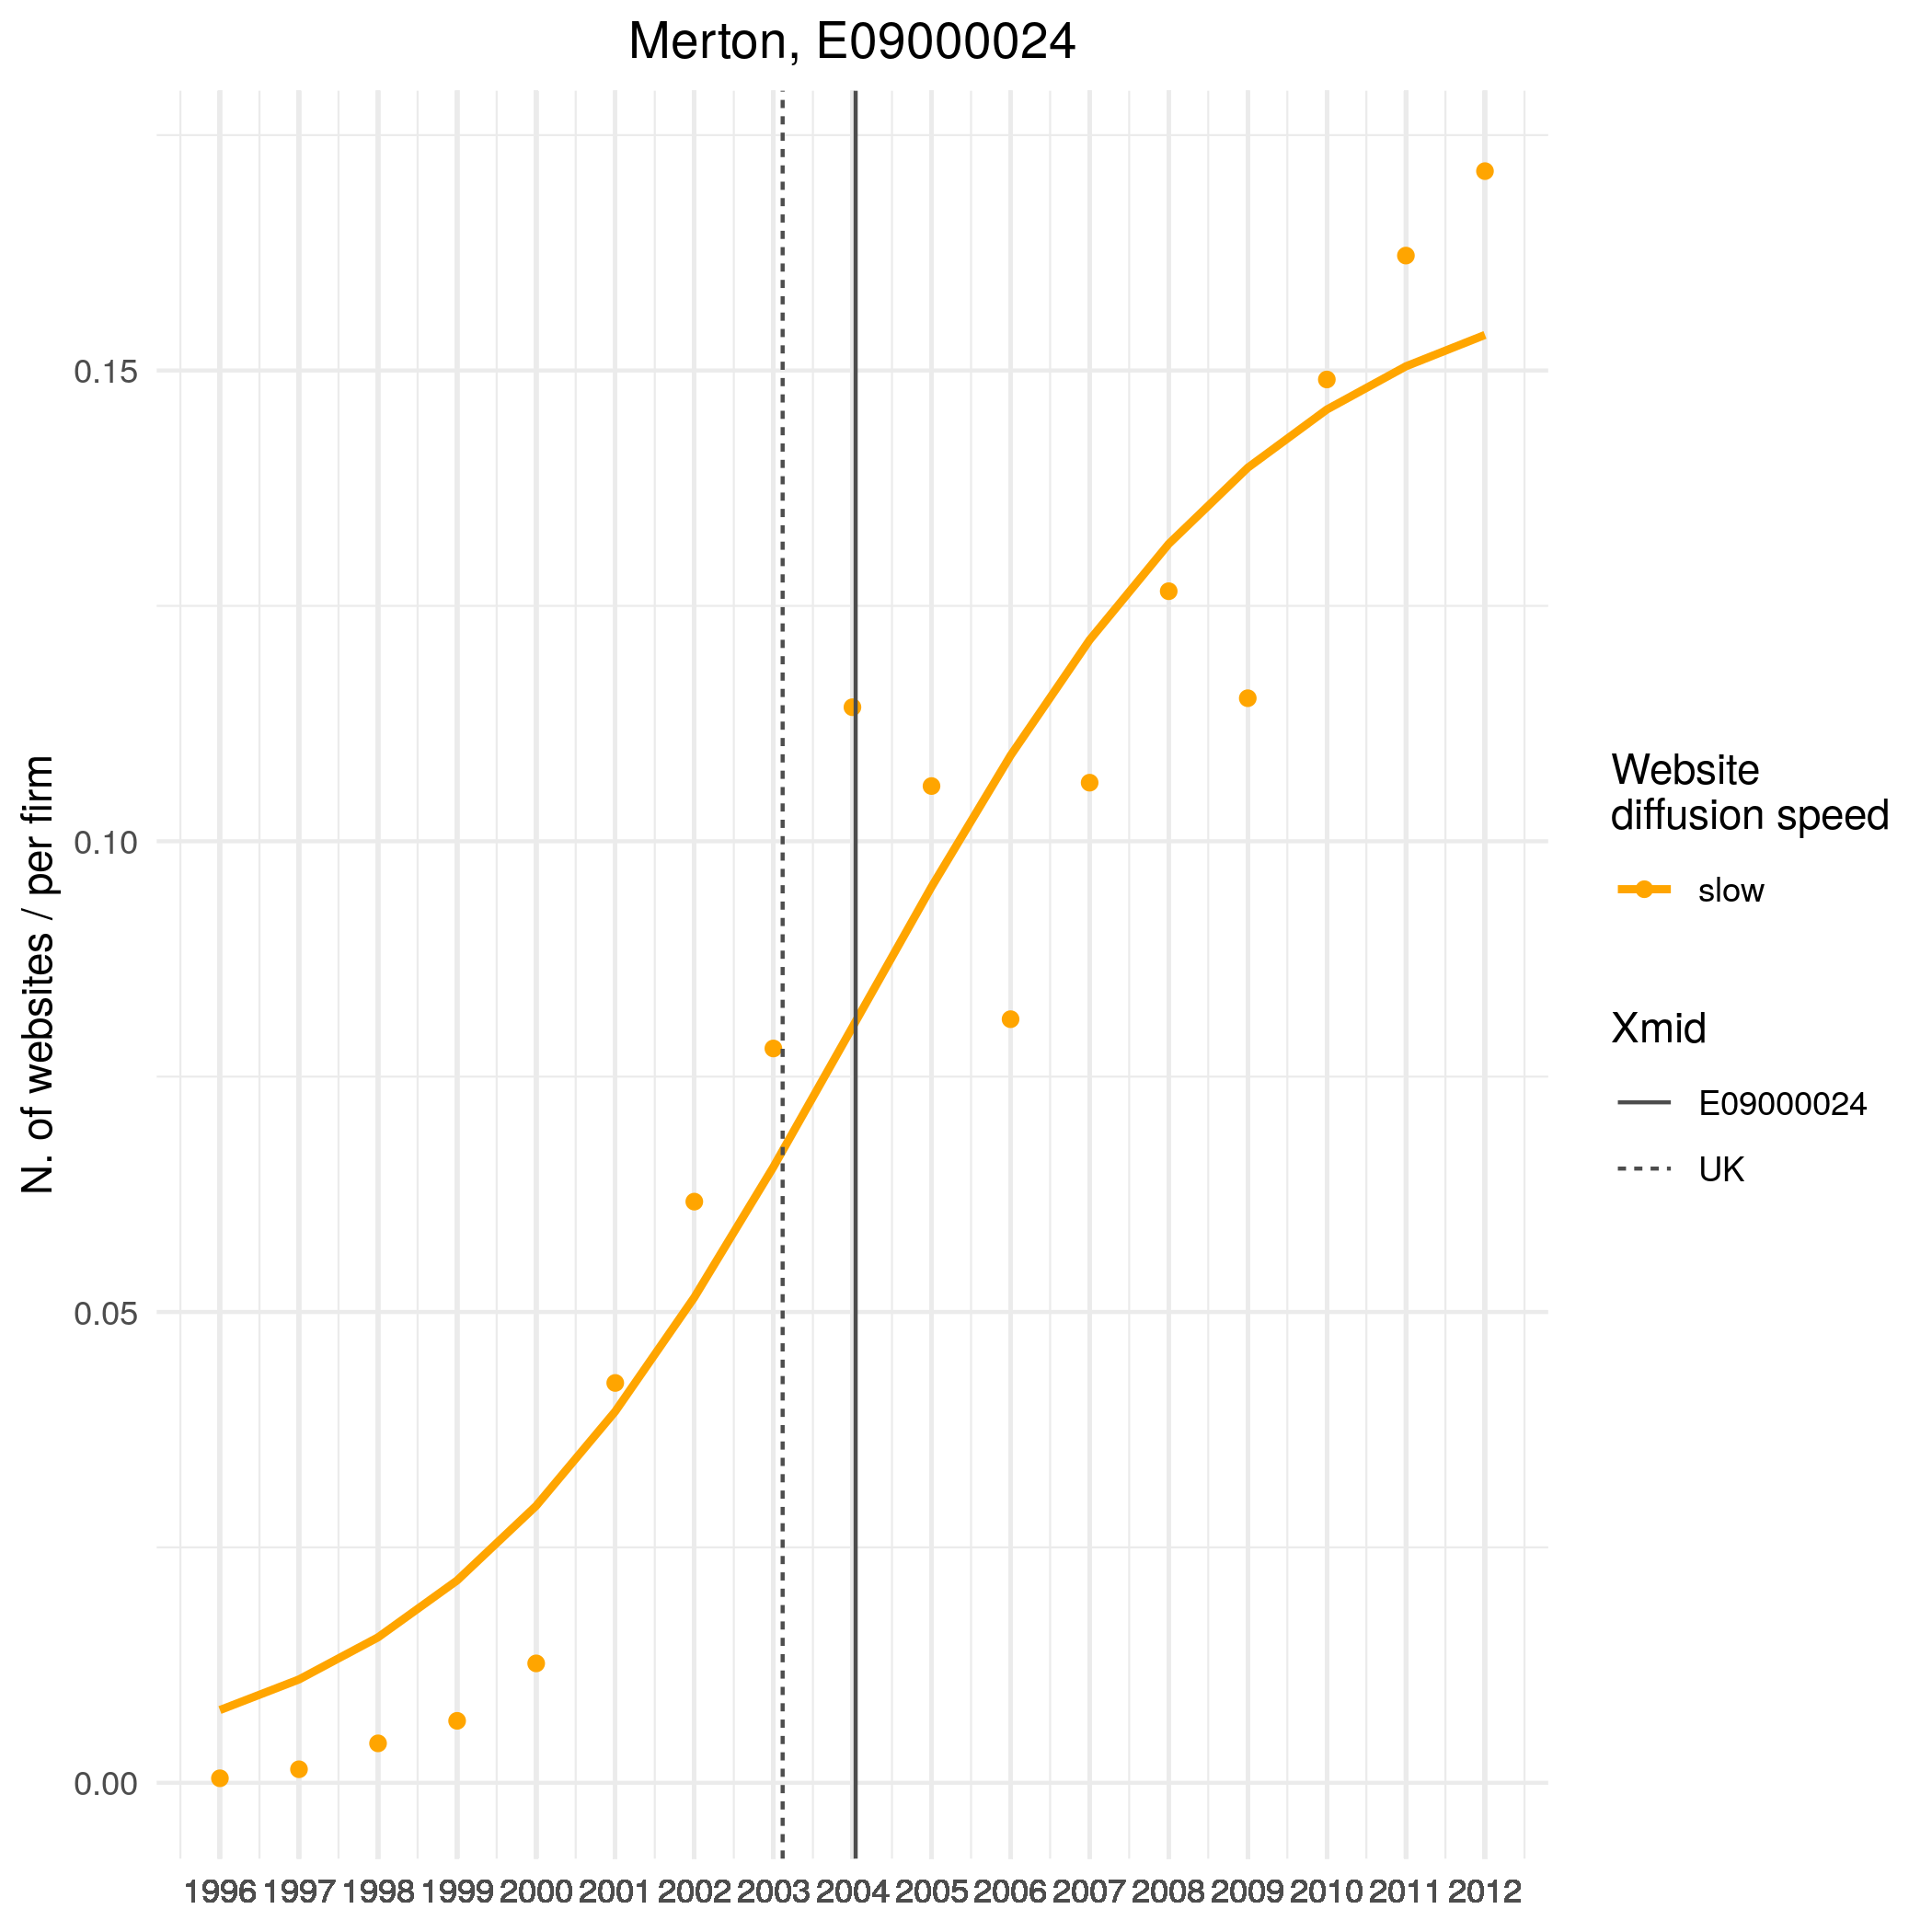 Merton, E09000024
N. of websites / per firm
0.15
0.10
0.05
0.00
1996 1997 1998 1999 2000 2001 2002 2003 2004 2005 2006 2007 2008 2009 2010 2011 2012
Website
diffusion speed
slow
Xmid
E09000024
UK